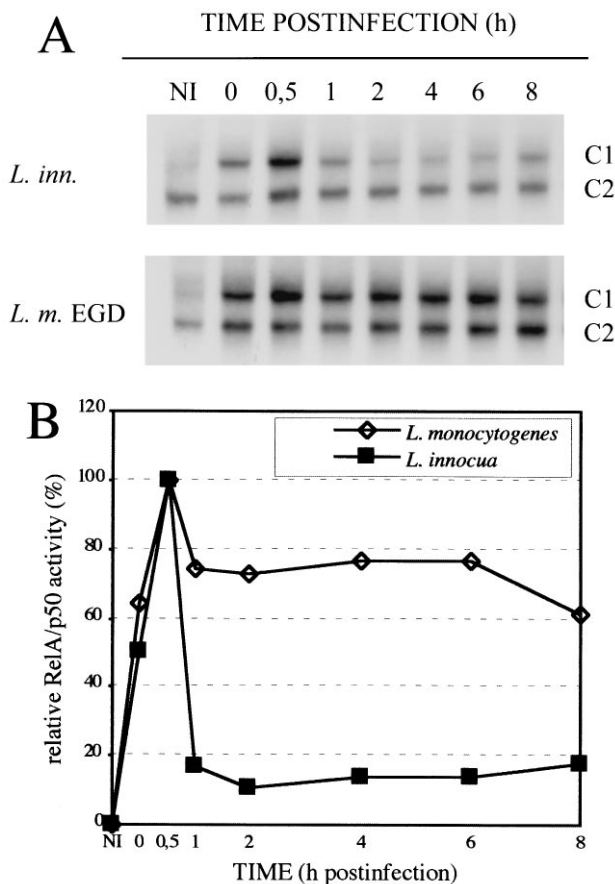 A
TIME POSTINFECTION (h)
NI 0 0,5 1 2 4 6 8
L. inn.
C1
C2
L. m. EGD
C1
C2
B
120
100
80
60
40
20
0
relative RelA/p50 activity (%)
L. monocytogenes
L. innocua
NI 0 0,5 1 2 4 6 8
TIME (h postinfection)